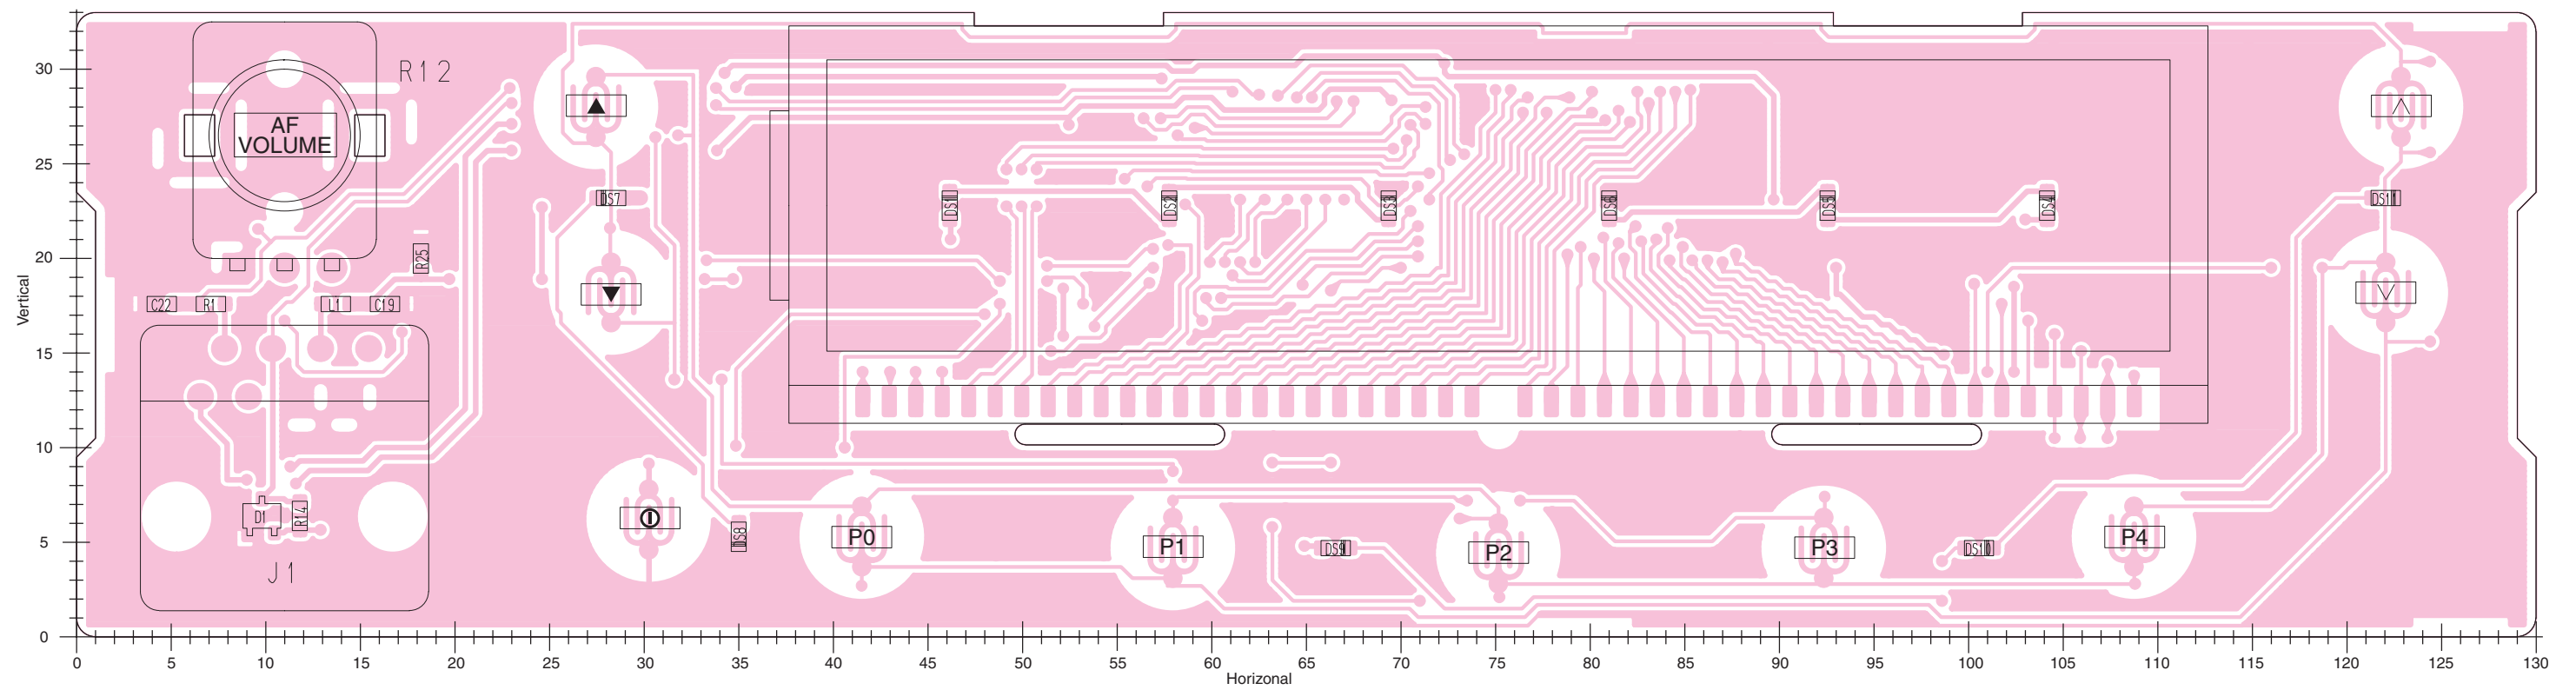 R12
AF
VOLUME
DS7
DS1
DS2
DS3
DS6
DS5
DS4
DS11
R25
C22
R1
L1
C19
D1
R14
J1
DS8
P0
P1
DS9
P2
P3
DS10
P4
Vertical
30
25
20
15
10
5
0
0 5 10 15 20 25 30 35 40 45 50 55 60 65 70 75 80 85 90 95 100 105 110 115 120 125 130
Horizonal